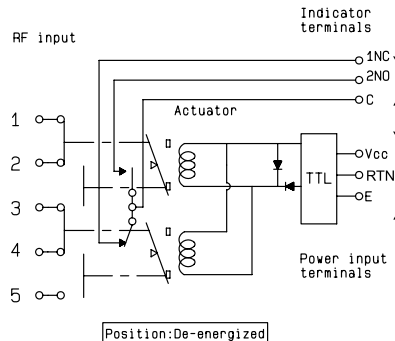 Indicator
terminals
RF input
1NC
2NO
C
Actuator
1
2
3
4
5
TTL
Vcc
RTN
E
Power input
terminals
Position:De-energized